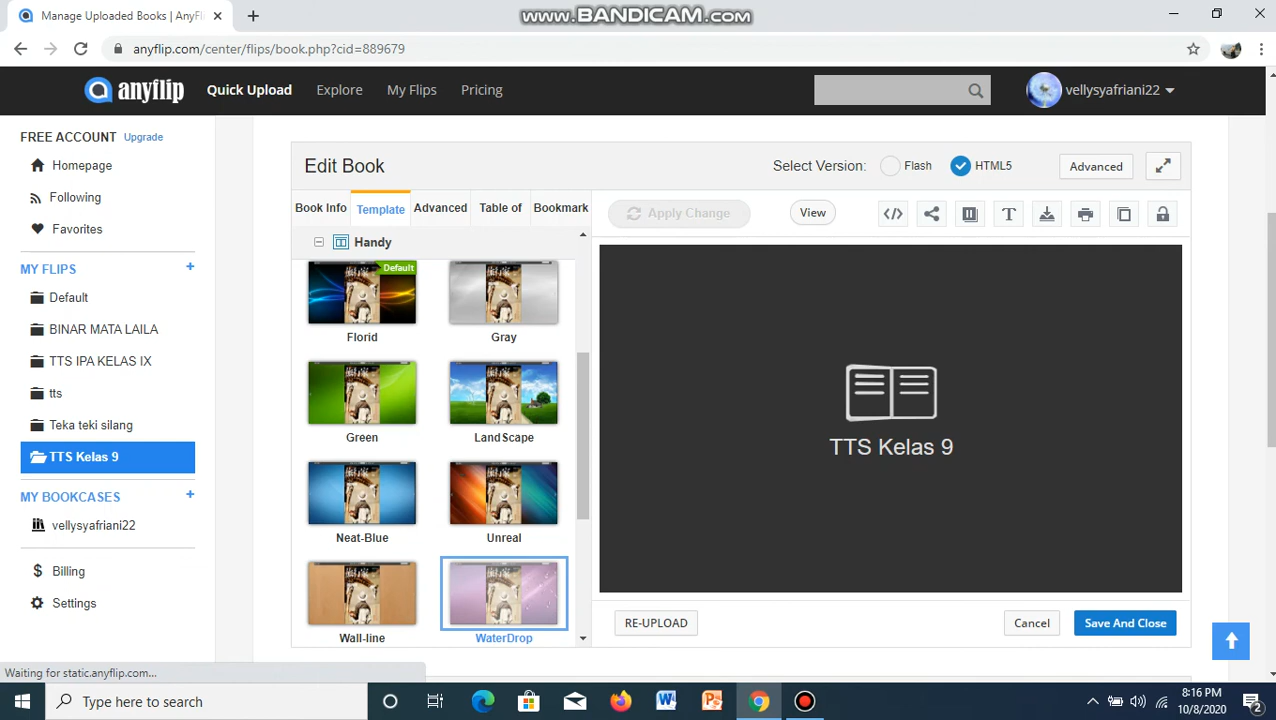 Manage Uploaded Books | AnyFli
www.BANDICAM.com
anyflip.com/center/flips/book.php?cid=889679
anyflip
Quick Upload
Explore
My Flips
Pricing
vellysyafriani22
FREE ACCOUNT Upgrade
Homepage
Following
Favorites
MY FLIPS +
Default
BINAR MATA LAILA
TTS IPA KELAS IX
tts
Teka teki silang
TTS Kelas 9
MY BOOKCASES +
vellysyafriani22
Billing
Settings
Edit Book
Select Version: Flash HTML5
Advanced
Book Info Template Advanced Table of Bookmark
Apply Change
View
Handy
Default
Florid
Gray
Green
LandScape
Neat-Blue
Unreal
Wall-line
WaterDrop
TTS Kelas 9
RE-UPLOAD
Cancel
Save And Close
Waiting for static.anyflip.com...
Type here to search
8:16 PM
10/8/2020
2